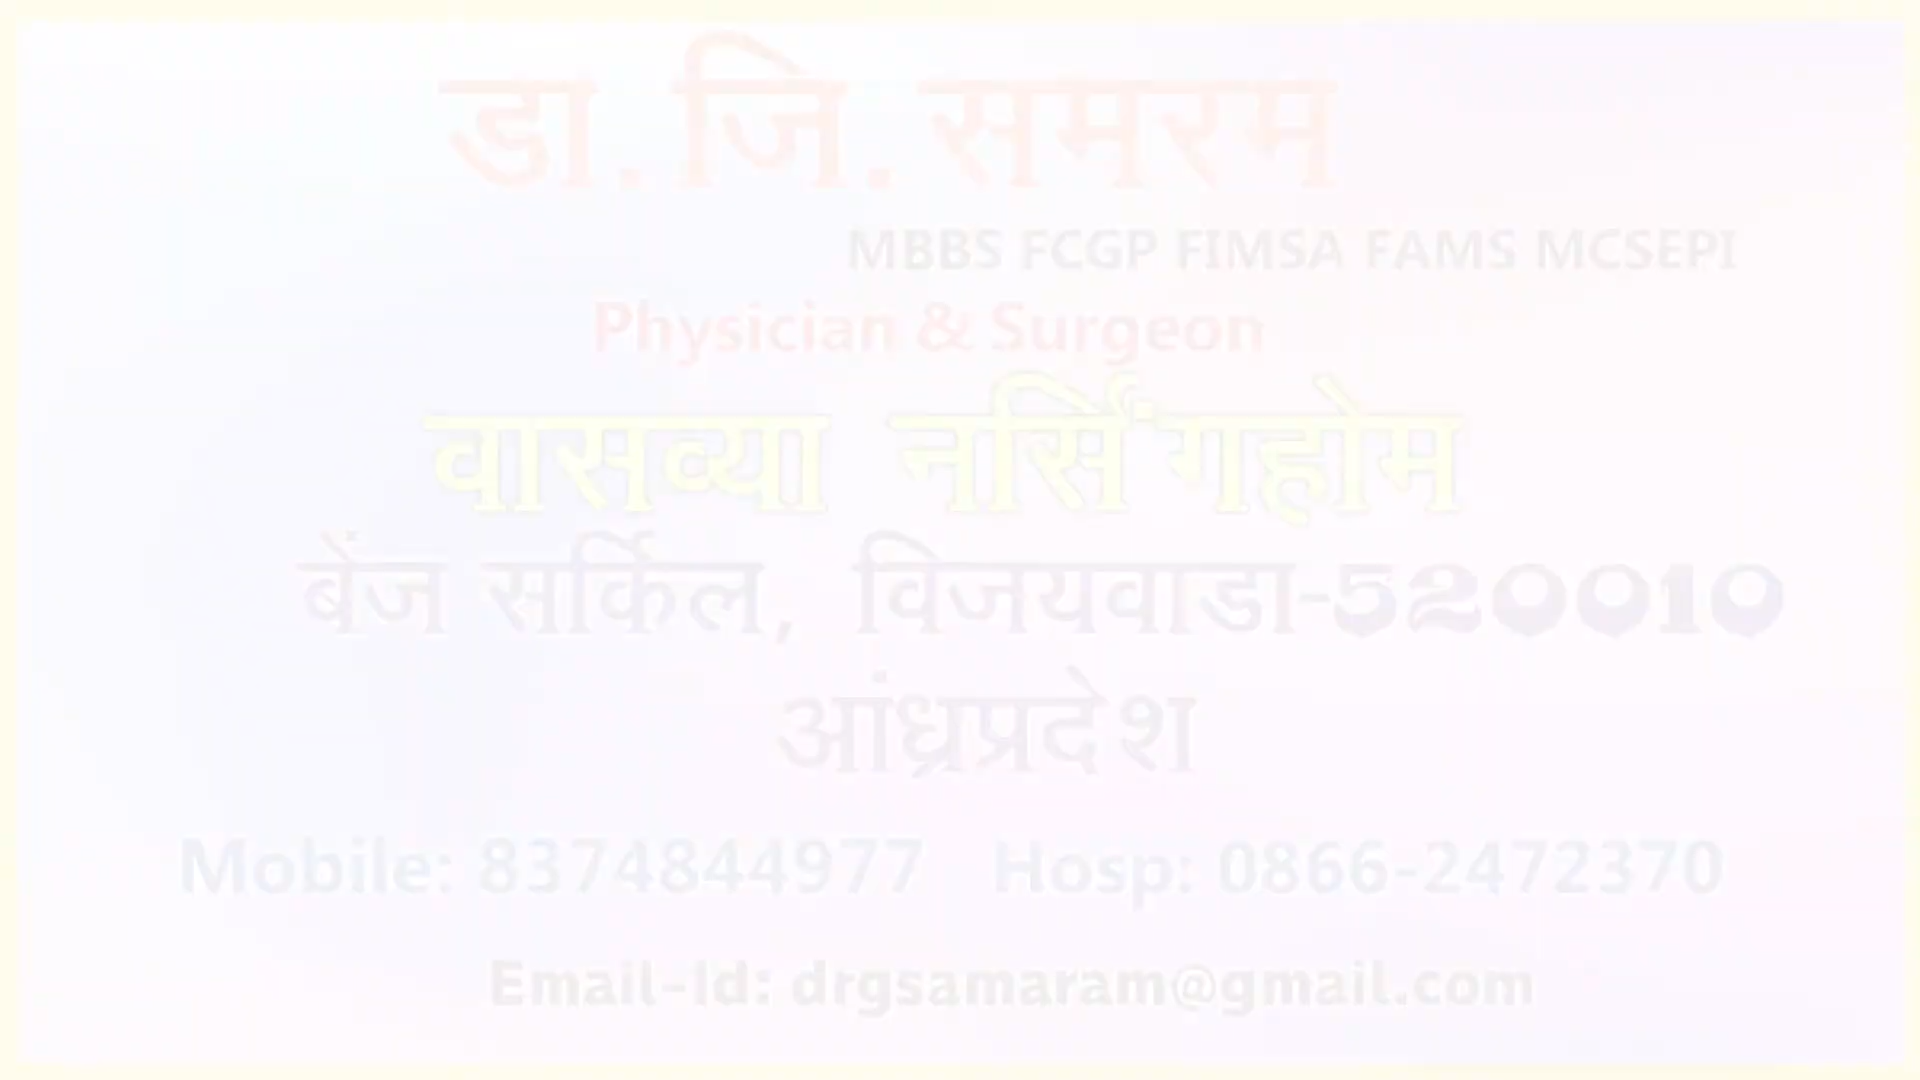 डा.जि.समरम
MBBS FCGP FIMSA FAMS MCSEPI
Physician & Surgeon
वासव्या नर्सिंगहोम
बेंज सर्किल, विजयवाडा-520010
आंध्रप्रदेश
Mobile: 8374844977 Hosp: 0866-2472370
Email-Id: drgsamaram@gmail.com